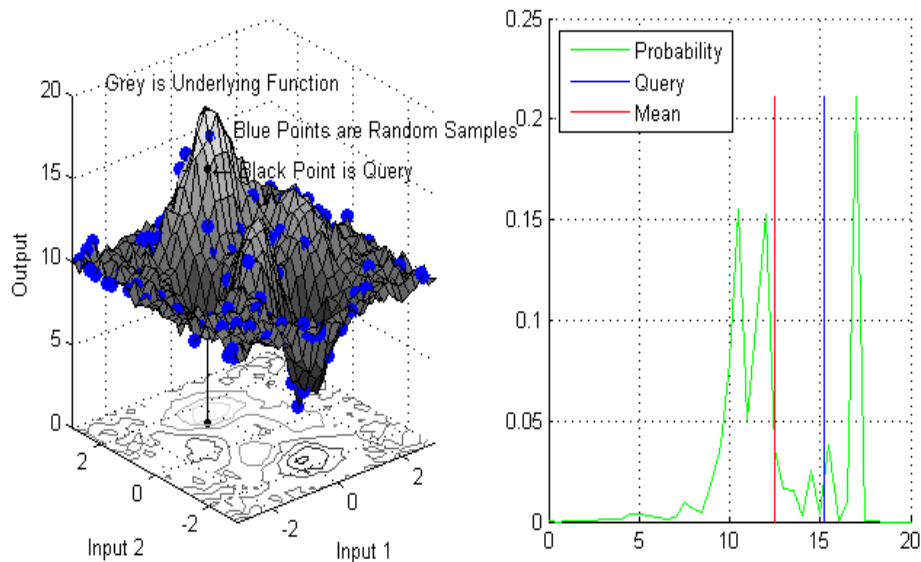 Grey is Underlying Function
Blue Points are Random Samples
Black Point is Query
20
15
10
5
0
Output
2
0
-2
Input 2
-2
0
2
Input 1
Probability
Query
Mean
0.25
0.2
0.15
0.1
0.05
0
0
5
10
15
20